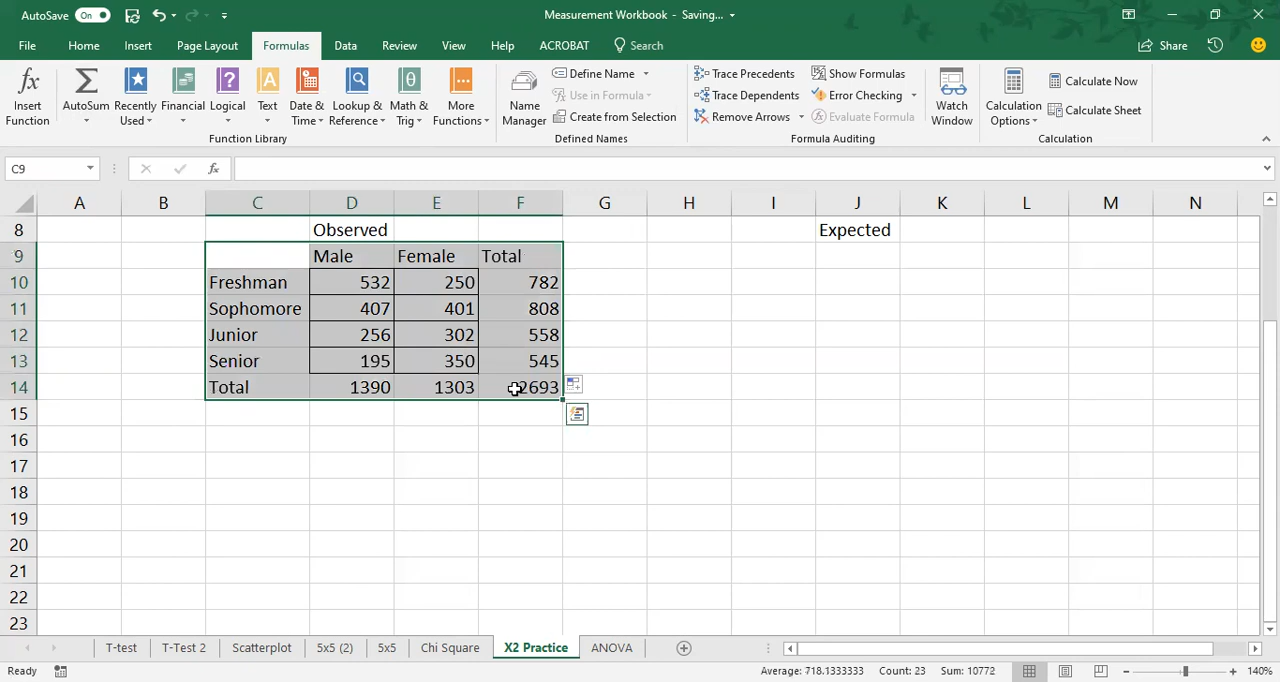 AutoSave On Measurement Workbook - Saving...
File Home Insert Page Layout Formulas Data Review View Help ACROBAT Search Share
fx Σ ? A θ
Insert Function AutoSum Recently Used Financial Logical Text Date & Time Lookup & Reference Math & Trig More Functions Name Manager Define Name Use in Formula Create from Selection Trace Precedents Trace Dependents Remove Arrows Show Formulas Error Checking Evaluate Formula Watch Window Calculation Options Calculate Now Calculate Sheet
Function Library Defined Names Formula Auditing Calculation
C9 fx
A B C D E F G H I J K L M N
8 Observed Expected
9 Male Female Total
10 Freshman 532 250 782
11 Sophomore 407 401 808
12 Junior 256 302 558
13 Senior 195 350 545
14 Total 1390 1303 2693
15
16
17
18
19
20
21
22
23
T-test T-Test 2 Scatterplot 5x5 (2) 5x5 Chi Square X2 Practice ANOVA
Ready Average: 718.1333333 Count: 23 Sum: 10772 140%